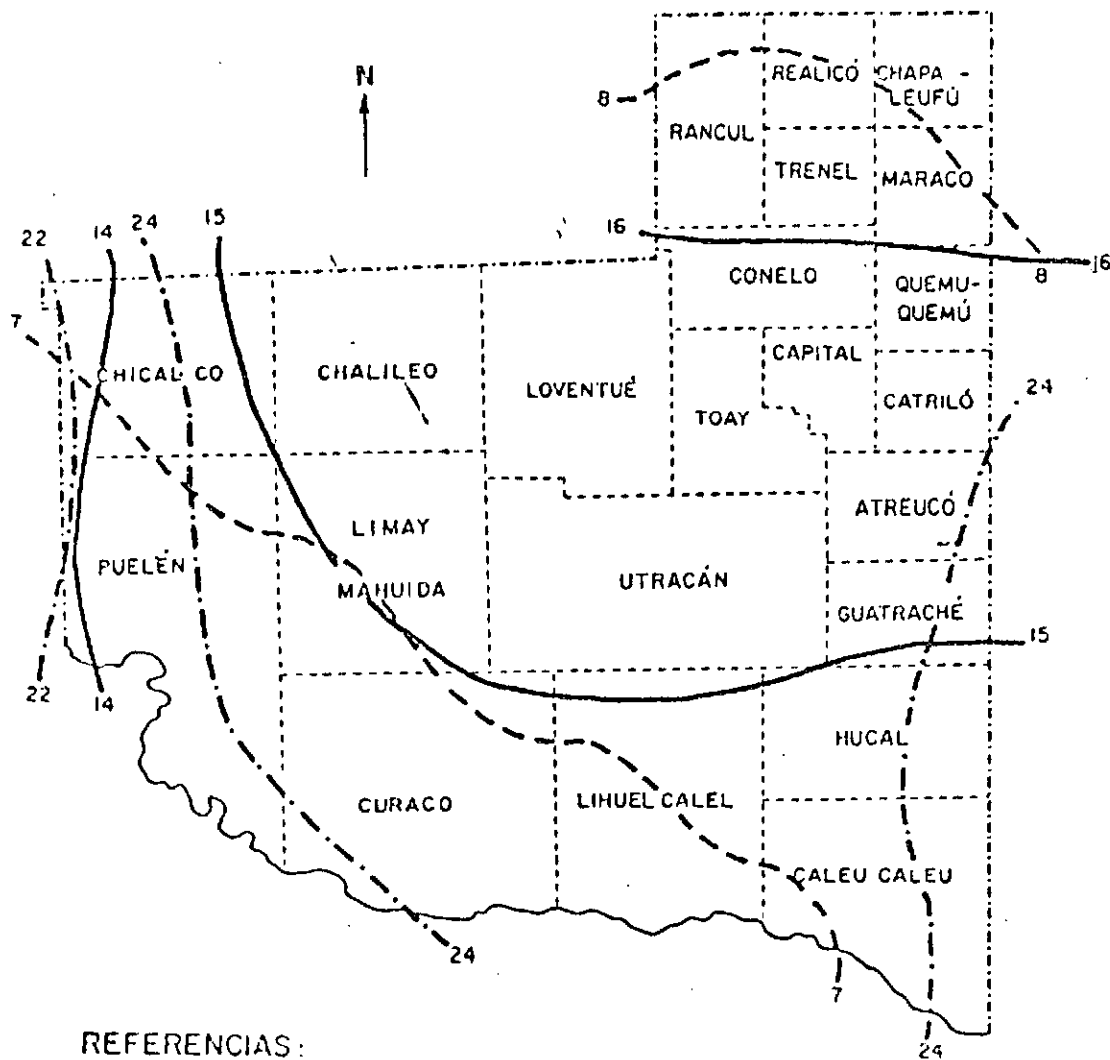 N
REALICÓ
CHAPA-
LEUFÚ
8
RANCUL
TRENEL
MARACO
22
14
24
15
16
CONELO
QUEMU-
QUEMÚ
8
16
7
CHICAL CO
CHALILEO
LOVENTUÉ
CAPITAL
TOAY
CATRILÓ
24
LIMAY
MAHUIDA
ATREUCÓ
PUELÉN
UTRACÁN
GUATRACHÉ
15
22
14
HUCAL
CURACO
LIHUEL CALEL
CALEU CALEU
24
7
24
REFERENCIAS: